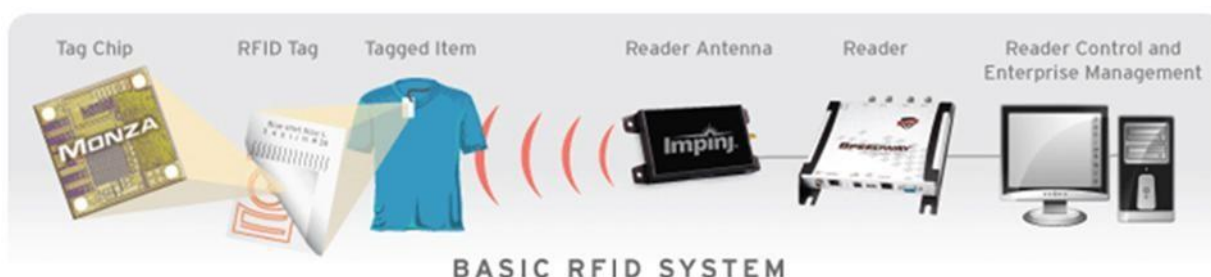 Tag Chip
RFID Tag
Tagged Item
Reader Antenna
Reader
Reader Control and
Enterprise Management
MONZA
Impinj
SPEEDWAY
BASIC RFID SYSTEM